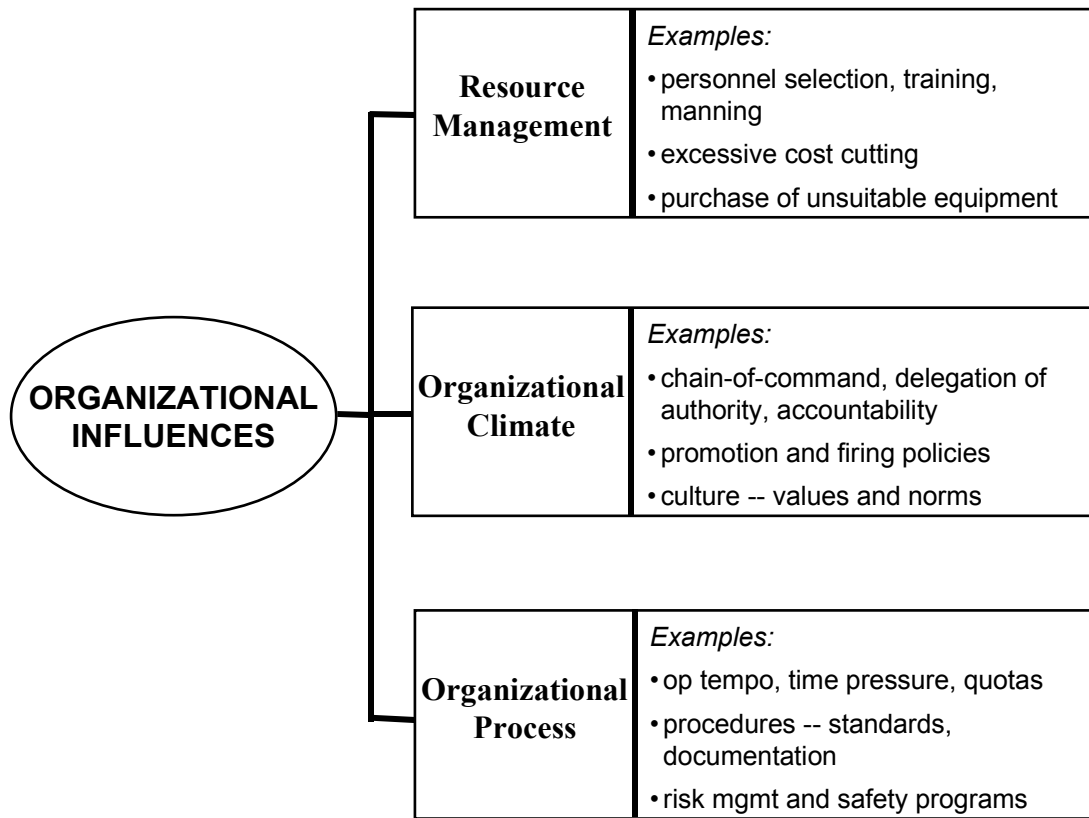 Resource
Management
Examples:
• personnel selection, training,
manning
• excessive cost cutting
• purchase of unsuitable equipment
ORGANIZATIONAL
INFLUENCES
Organizational
Climate
Examples:
• chain-of-command, delegation of
authority, accountability
• promotion and firing policies
• culture -- values and norms
Organizational
Process
Examples:
• op tempo, time pressure, quotas
• procedures -- standards,
documentation
• risk mgmt and safety programs